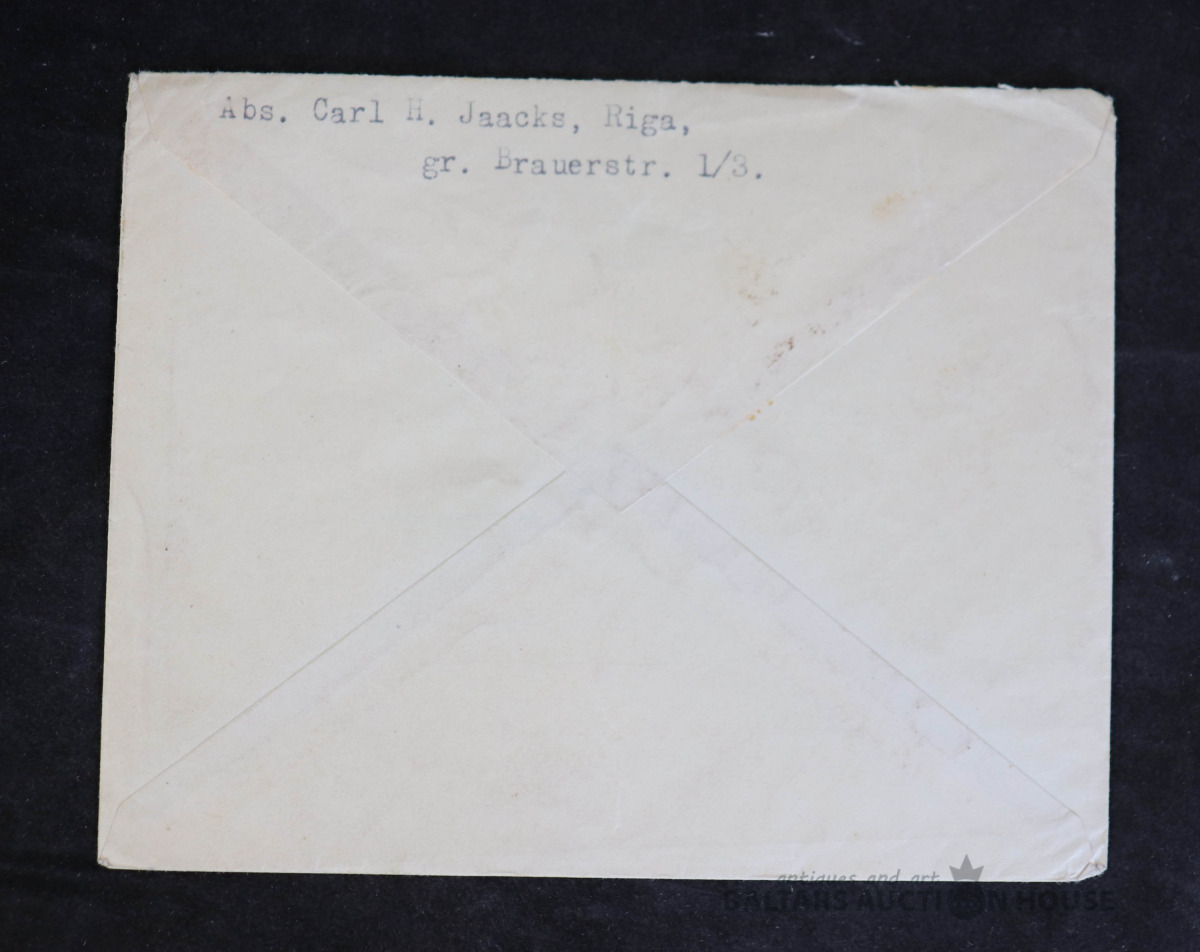 Abs. Carl H. Jaacks, Riga,
gr. Brauerstr. 1/3.
antiques and art
BALTARS AUCTION HOUSE